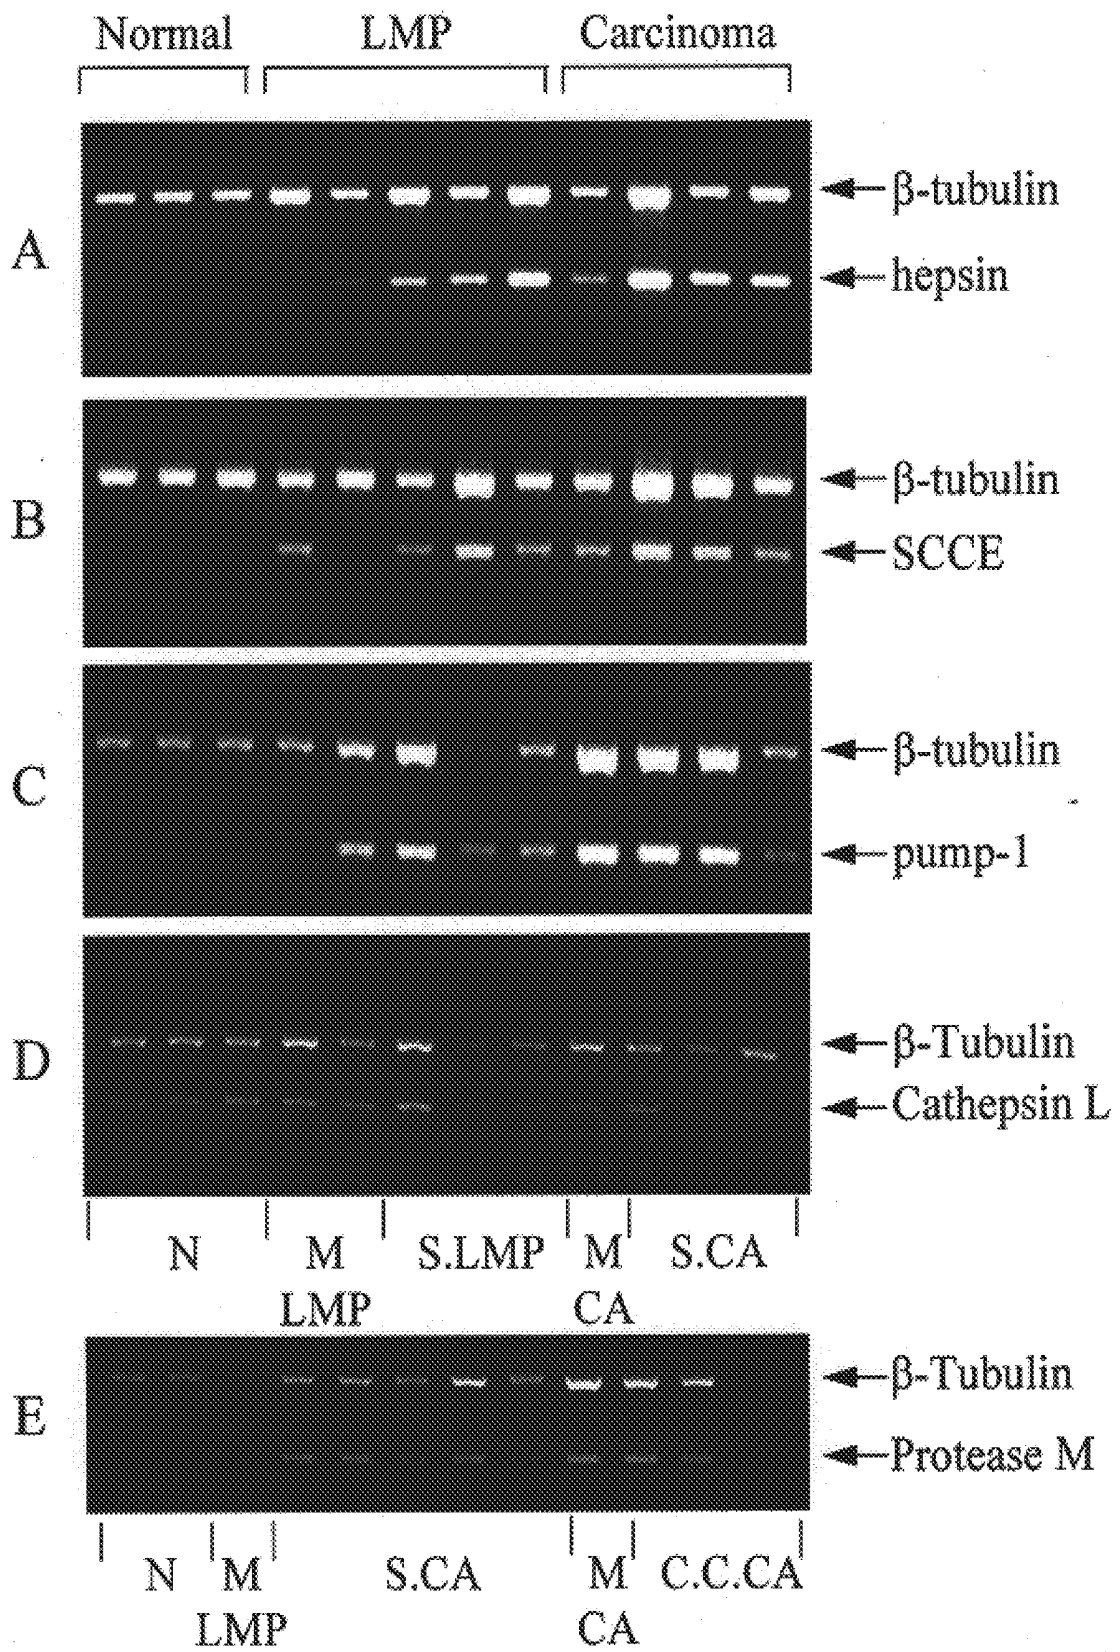 Normal LMP Carcinoma
A
β-tubulin
hepsin
B
β-tubulin
SCCE
C
β-tubulin
pump-1
D
β-Tubulin
Cathepsin L
N M S.LMP M S.CA
LMP CA
E
β-Tubulin
Protease M
N M S.CA M C.C.CA
LMP CA